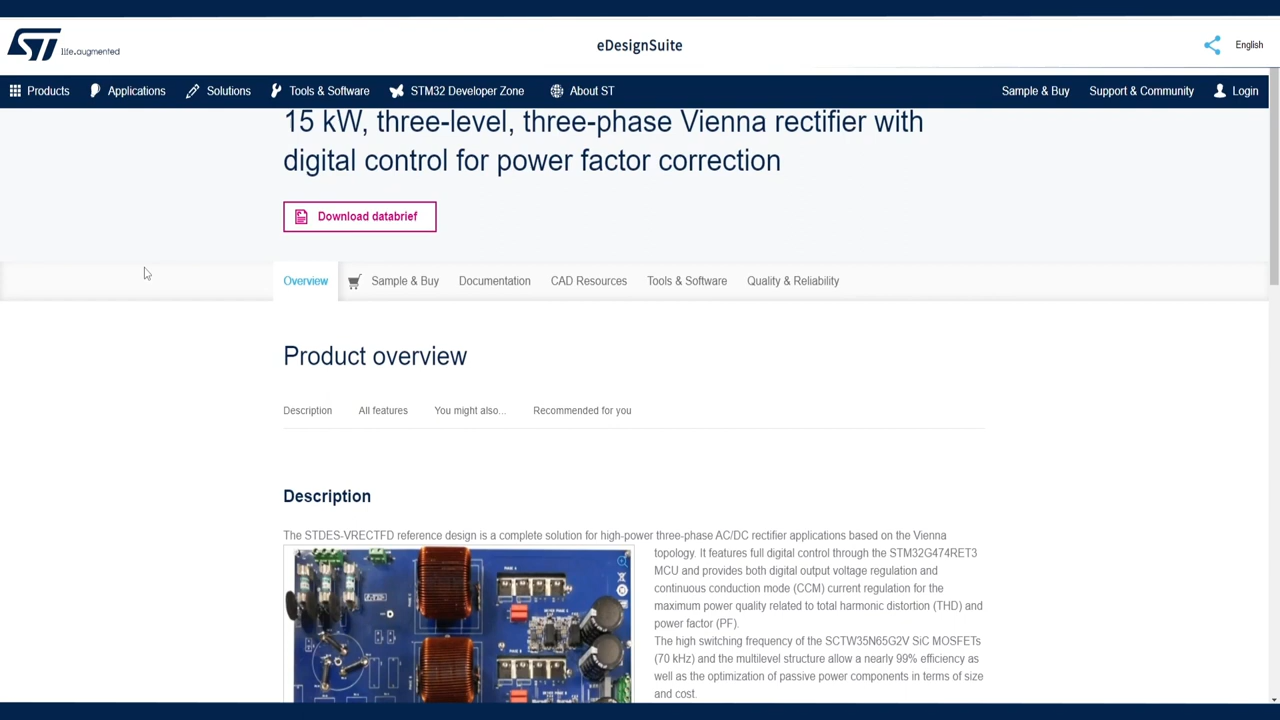 ST life.augmented
eDesignSuite
English
Products Applications Solutions Tools & Software STM32 Developer Zone About ST Sample & Buy Support & Community Login
15 kW, three-level, three-phase Vienna rectifier with
digital control for power factor correction
Download databrief
Overview Sample & Buy Documentation CAD Resources Tools & Software Quality & Reliability
Product overview
Description All features You might also... Recommended for you
Description
The STDES-VRECTFD reference design is a complete solution for high-power three-phase AC/DC rectifier applications based on the Vienna
topology. It features full digital control through the STM32G474RET3
MCU and provides both digital output voltage regulation and
continuous conduction mode (CCM) current regulation for the
maximum power quality related to total harmonic distortion (THD) and
power factor (PF).
The high switching frequency of the SCTW35N65G2V SiC MOSFETs
(70 kHz) and the multilevel structure allow a nearly 99% efficiency as
well as the optimization of passive power components in terms of size
and cost.